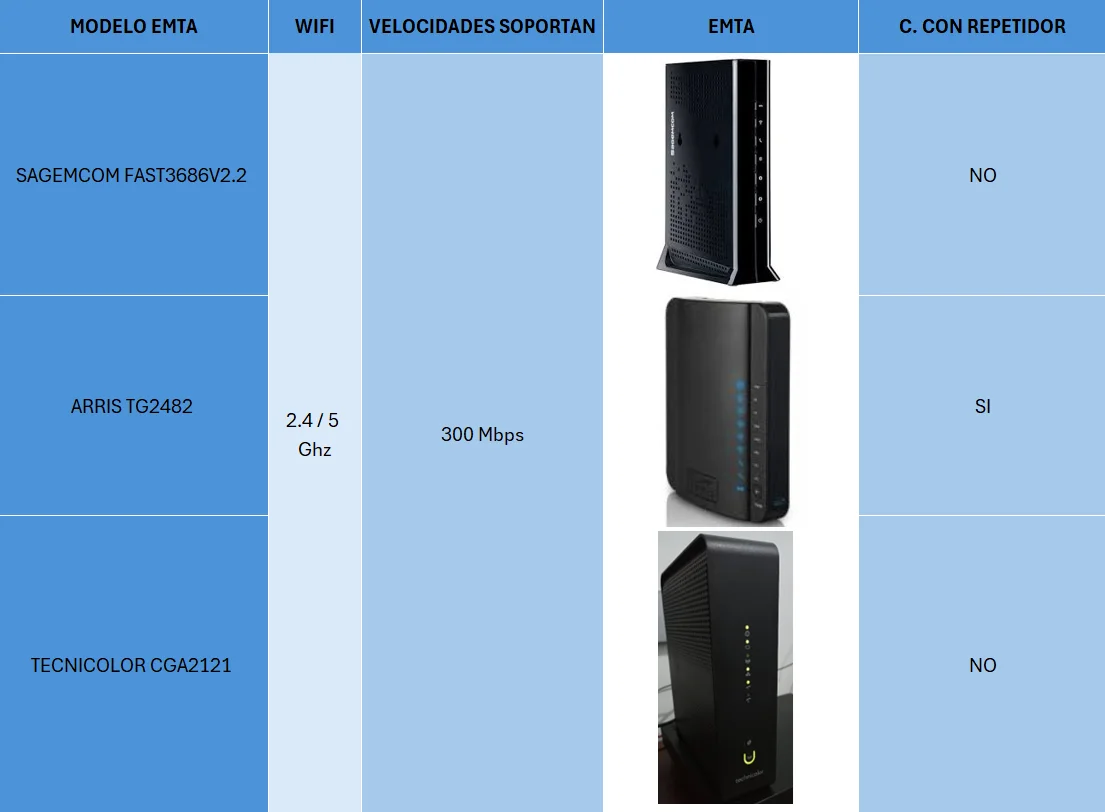 MODELO EMTA
WIFI
VELOCIDADES SOPORTAN
EMTA
C. CON REPETIDOR
SAGEMCOM FAST3686V2.2
SAGEMCOM
NO
ARRIS TG2482
2.4 / 5
Ghz
300 Mbps
SI
TECNICOLOR CGA2121
technicolor
NO